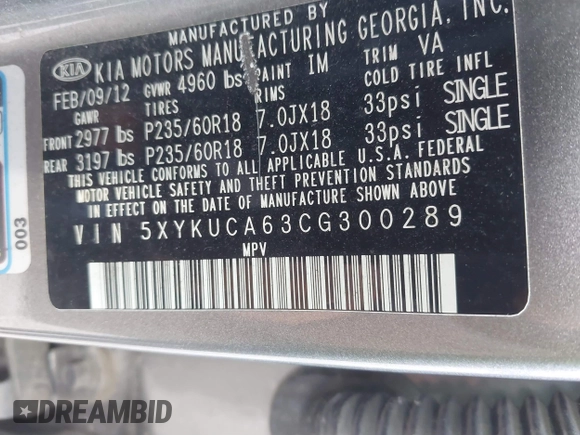 MANUFACTURED BY
KIA KIA MOTORS MANUFACTURING GEORGIA, INC.
FEB/09/12 GVWR 4960 lbs PAINT IM TRIM VA
GAWR TIRES RIMS COLD TIRE INFL
FRONT 2977 lbs P235/60R18 7.0JX18 33psi SINGLE
REAR 3197 lbs P235/60R18 7.0JX18 33psi SINGLE
THIS VEHICLE CONFORMS TO ALL APPLICABLE U.S.A. FEDERAL
MOTOR VEHICLE SAFETY AND THEFT PREVENTION STANDARDS
IN EFFECT ON THE DATE OF MANUFACTURE SHOWN ABOVE
VIN 5XYKUCA63CG300289
MPV
003
DREAMBID